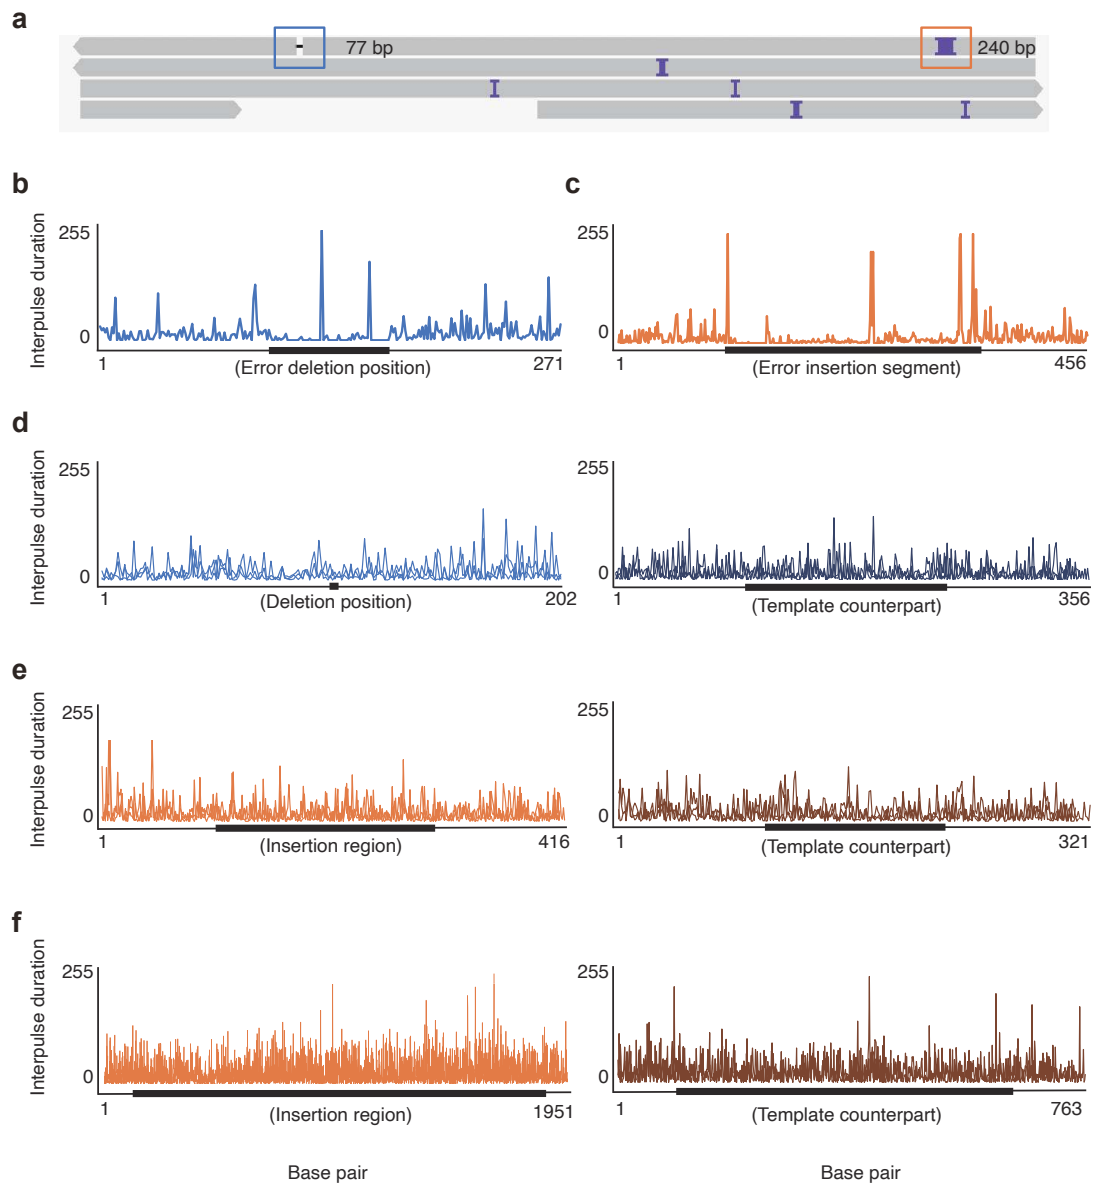 a
77 bp
240 bp
b
c
Interpulse duration
255
0
1
(Error deletion position)
271
255
0
1
(Error insertion segment)
456
d
Interpulse duration
255
0
1
(Deletion position)
202
255
0
1
(Template counterpart)
356
e
Interpulse duration
255
0
1
(Insertion region)
416
255
0
1
(Template counterpart)
321
f
Interpulse duration
255
0
1
(Insertion region)
1951
255
0
1
(Template counterpart)
763
Base pair
Base pair